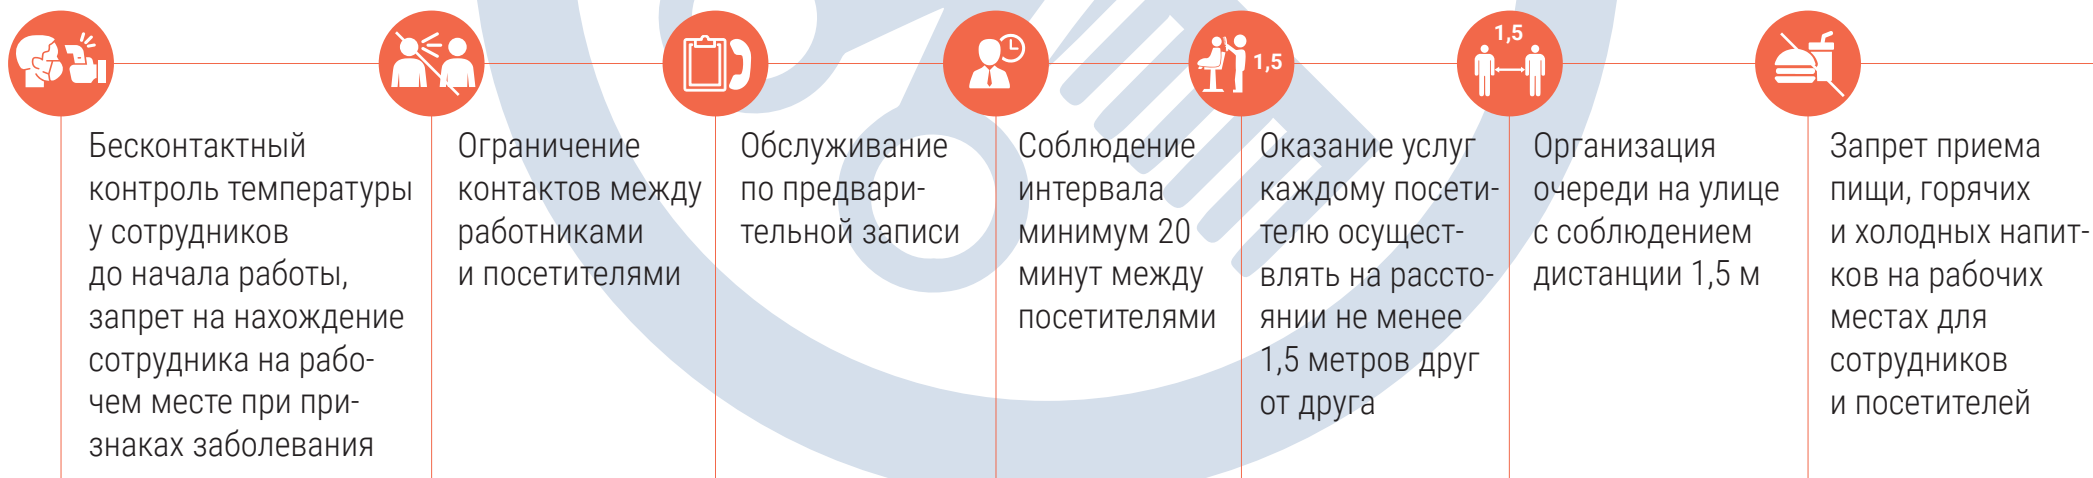 Бесконтактный
контроль температуры
у сотрудников
до начала работы,
запрет на нахождение
сотрудника на рабо-
чем месте при при-
знаках заболевания
Ограничение
контактов между
работниками
и посетителями
Обслуживание
по предвари-
тельной записи
Соблюдение
интервала
минимум 20
минут между
посетителями
1,5
Оказание услуг
каждому посети-
телю осущест-
влять на рассто-
янии не менее
1,5 метров друг
от друга
1,5
Организация
очереди на улице
с соблюдением
дистанции 1,5 м
Запрет приема
пищи, горячих
и холодных напит-
ков на рабочих
местах для
сотрудников
и посетителей